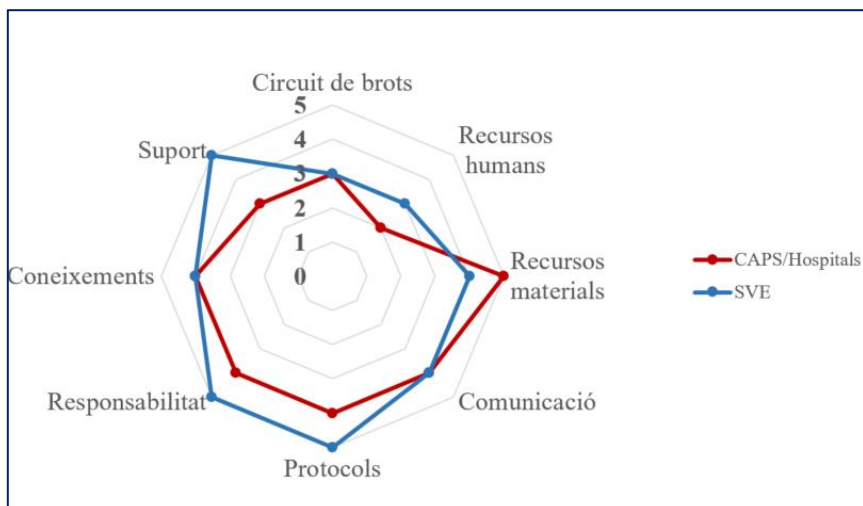 Circuit de brots
5
4
3
2
1
0
Recursos
humans
Recursos
materials
Comunicació
Protocols
Responsabilitat
Coneixements
Suport
CAPS/Hospitals
SVE